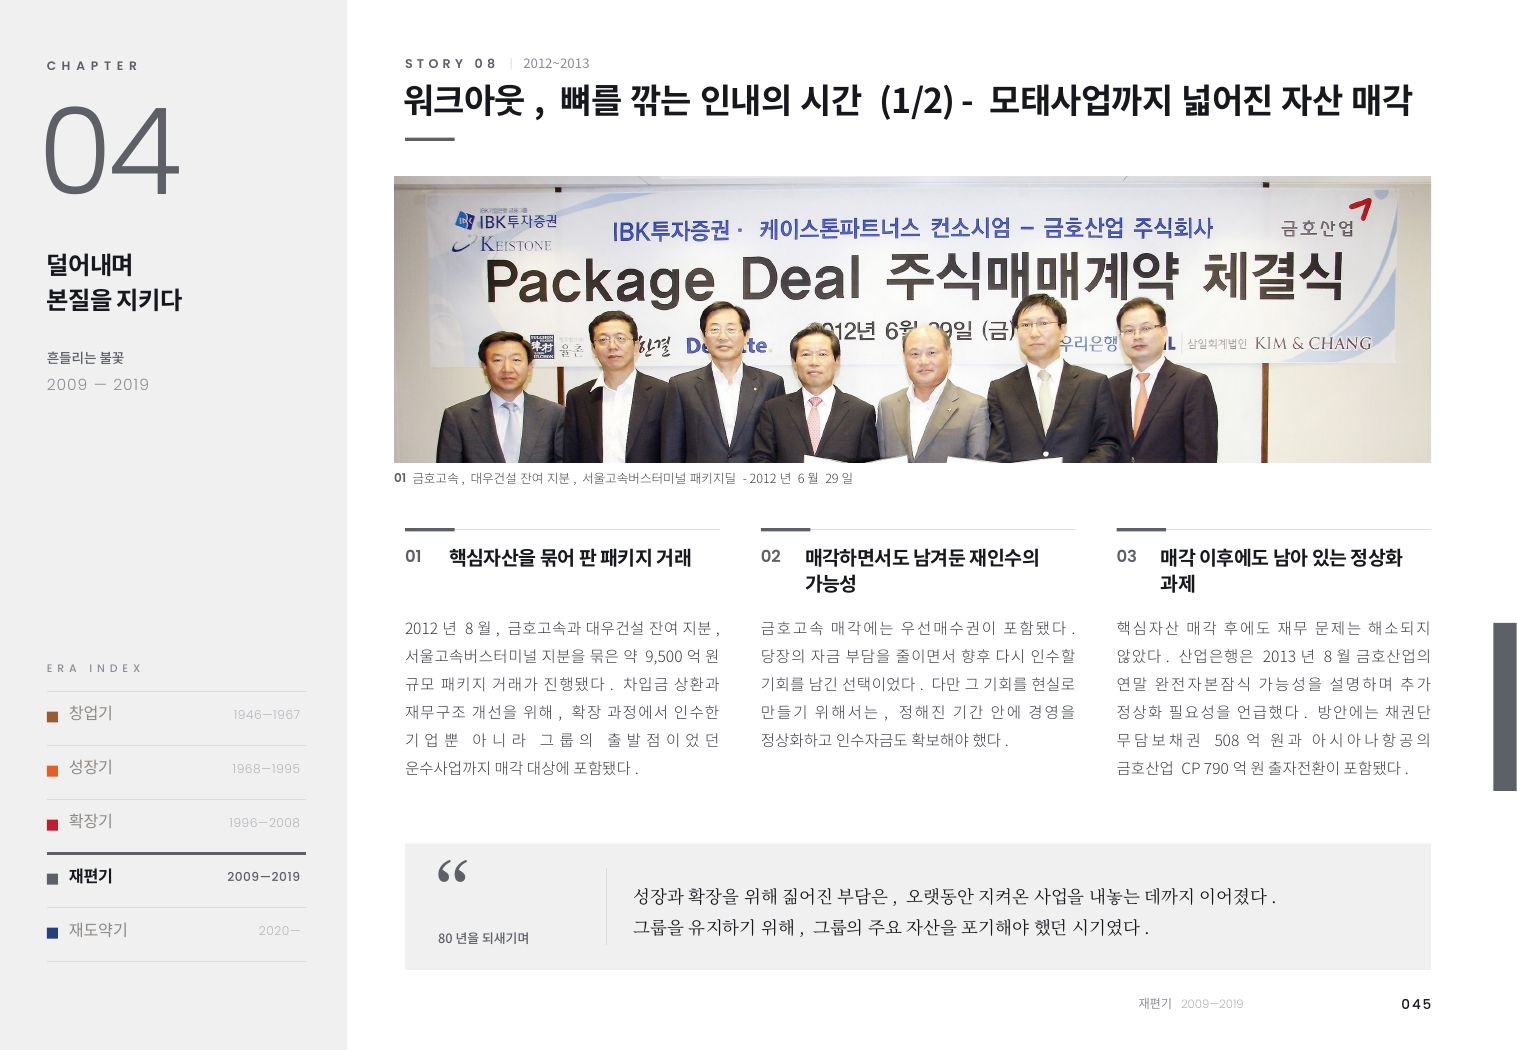 CHAPTER
04
덜어내며
본질을 지키다
흔들리는 불꽃
2009 — 2019
ERA INDEX
창업기 1946—1967
성장기 1968—1995
확장기 1996—2008
재편기 2009—2019
재도약기 2020—
STORY 08 | 2012~2013
워크아웃 , 뼈를 깎는 인내의 시간 (1/2) - 모태사업까지 넓어진 자산 매각
IBK투자증권
KEISTONE
IBK투자증권 · 케이스톤파트너스 컨소시엄 – 금호산업 주식회사
금호산업
Package Deal 주식매매계약 체결식
2012년 6월 29일 (금)
율촌
한결
우리은행
삼일회계법인 KIM & CHANG
01 금호고속 , 대우건설 잔여 지분 , 서울고속버스터미널 패키지딜 - 2012 년 6 월 29 일
01 핵심자산을 묶어 판 패키지 거래
2012 년 8 월 , 금호고속과 대우건설 잔여 지분 ,
서울고속버스터미널 지분을 묶은 약 9,500 억 원
규모 패키지 거래가 진행됐다 . 차입금 상환과
재무구조 개선을 위해 , 확장 과정에서 인수한
기업뿐 아니라 그룹의 출발점이었던
운수사업까지 매각 대상에 포함됐다 .
02 매각하면서도 남겨둔 재인수의
가능성
금호고속 매각에는 우선매수권이 포함됐다 .
당장의 자금 부담을 줄이면서 향후 다시 인수할
기회를 남긴 선택이었다 . 다만 그 기회를 현실로
만들기 위해서는 , 정해진 기간 안에 경영을
정상화하고 인수자금도 확보해야 했다 .
03 매각 이후에도 남아 있는 정상화
과제
핵심자산 매각 후에도 재무 문제는 해소되지
않았다 . 산업은행은 2013 년 8 월 금호산업의
연말 완전자본잠식 가능성을 설명하며 추가
정상화 필요성을 언급했다 . 방안에는 채권단
무담보채권 508 억 원과 아시아나항공의
금호산업 CP 790 억 원 출자전환이 포함됐다 .
“
80 년을 되새기며
성장과 확장을 위해 짊어진 부담은 , 오랫동안 지켜온 사업을 내놓는 데까지 이어졌다 .
그룹을 유지하기 위해 , 그룹의 주요 자산을 포기해야 했던 시기였다 .
재편기 2009—2019
045